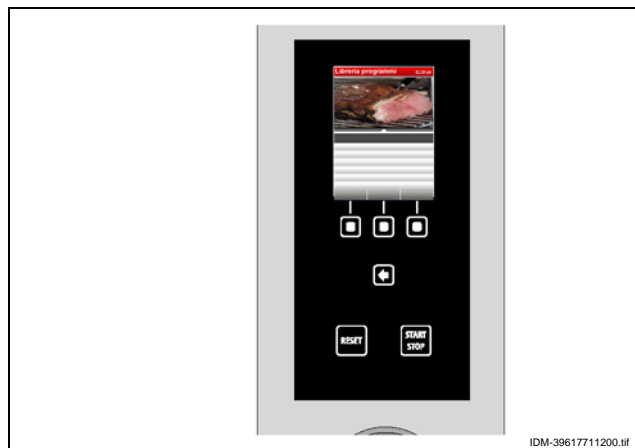 Libreria programmi
RESET
START
STOP
IDM-39617711200.tif